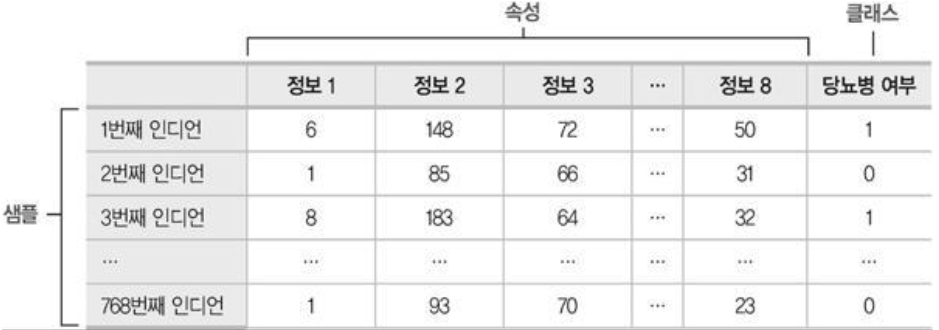 속성 클래스
정보 1 정보 2 정보 3 ... 정보 8 당뇨병 여부
1번째 인디언 6 148 72 ... 50 1
2번째 인디언 1 85 66 ... 31 0
샘플 3번째 인디언 8 183 64 ... 32 1
... ... ... ... ... ... ...
768번째 인디언 1 93 70 ... 23 0